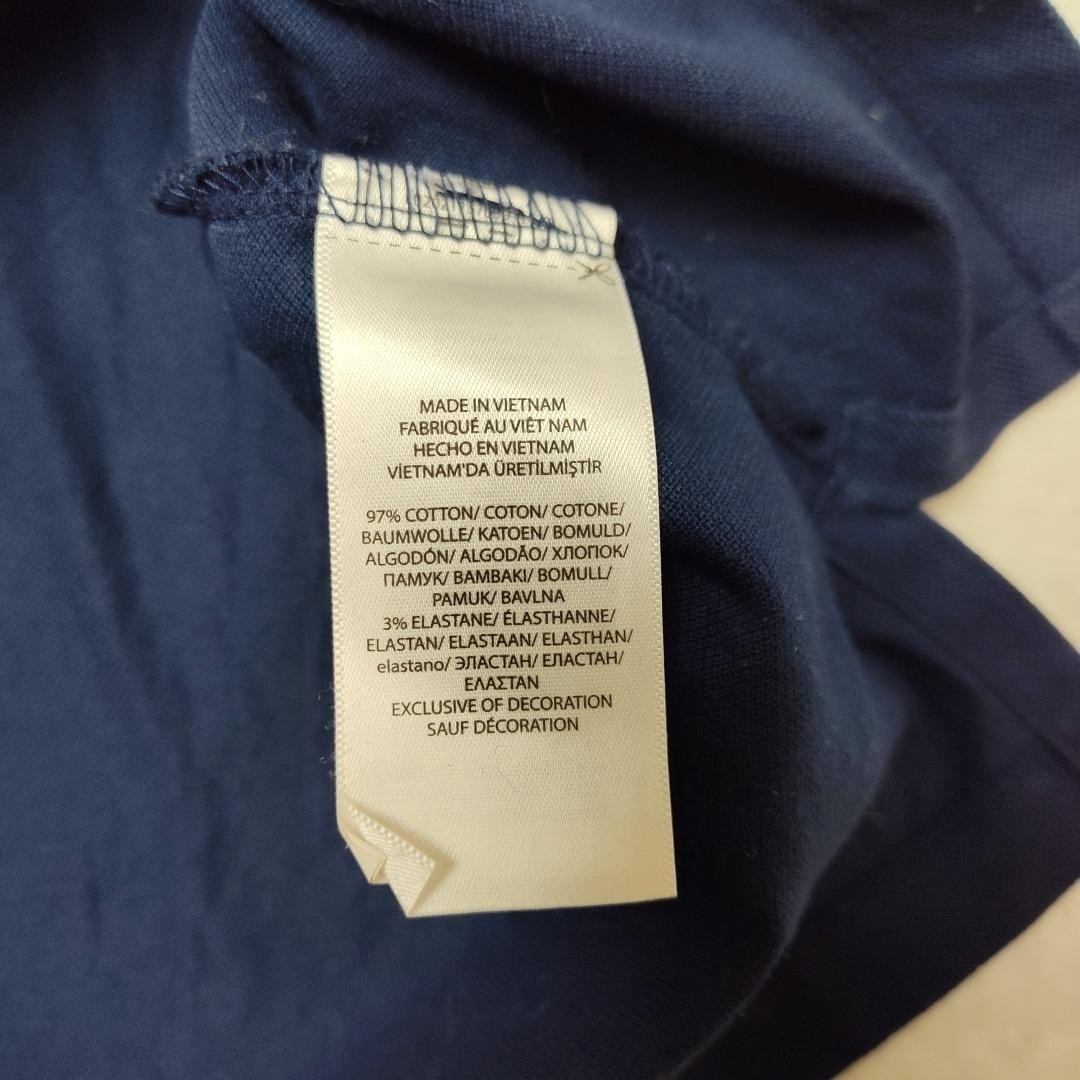 MADE IN VIETNAM
FABRIQUÉ AU VIÊT NAM
HECHO EN VIETNAM
VİETNAM'DA ÜRETİLMİŞTİR
97% COTTON/ COTON/ COTONE/
BAUMWOLLE/ KATOEN/ BOMULD/
ALGODÓN/ ALGODÃO/ ХЛОПОК/
ПАМУК/ BAMBAKI/ BOMULL/
PAMUK/ BAVLNA
3% ELASTANE/ ÉLASTHANNE/
ELASTAN/ ELASTAAN/ ELASTHAN/
elastano/ ЭЛАСТАН/ ЕЛАСТАН/
ΕΛΑΣΤΑΝ
EXCLUSIVE OF DECORATION
SAUF DÉCORATION